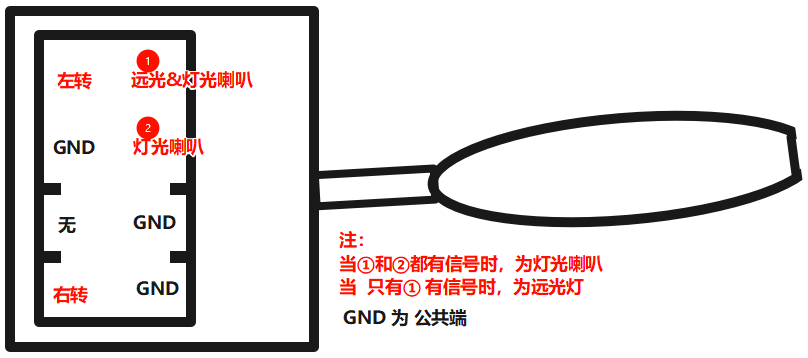 1
左转 远光&灯光喇叭
2
GND 灯光喇叭
无 GND
右转 GND
注：
当①和②都有信号时，为灯光喇叭
当 只有① 有信号时，为远光灯
GND 为 公共端